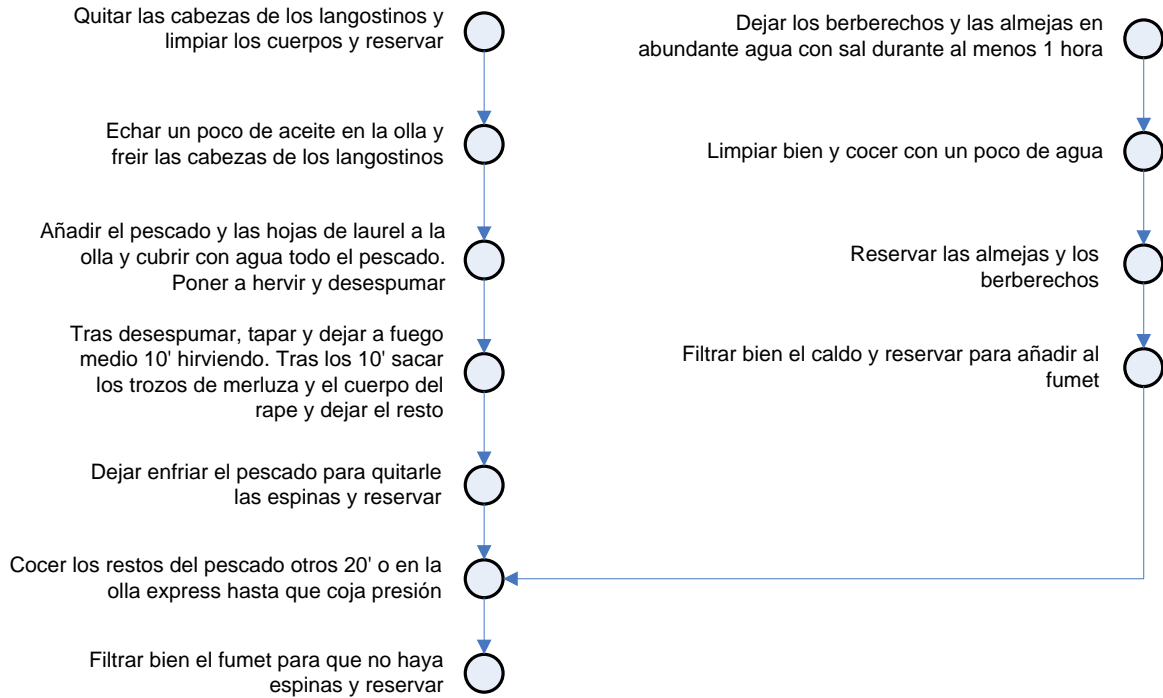 Quitar las cabezas de los langostinos y
limpiar los cuerpos y reservar
Echar un poco de aceite en la olla y
freir las cabezas de los langostinos
Añadir el pescado y las hojas de laurel a la
olla y cubrir con agua todo el pescado.
Poner a hervir y desespumar
Tras desespumar, tapar y dejar a fuego
medio 10' hirviendo. Tras los 10' sacar
los trozos de merluza y el cuerpo del
rape y dejar el resto
Dejar enfriar el pescado para quitarle
las espinas y reservar
Cocer los restos del pescado otros 20' o en la
olla express hasta que coja presión
Filtrar bien el fumet para que no haya
espinas y reservar
Dejar los berberechos y las almejas en
abundante agua con sal durante al menos 1 hora
Limpiar bien y cocer con un poco de agua
Reservar las almejas y los
berberechos
Filtrar bien el caldo y reservar para añadir al
fumet